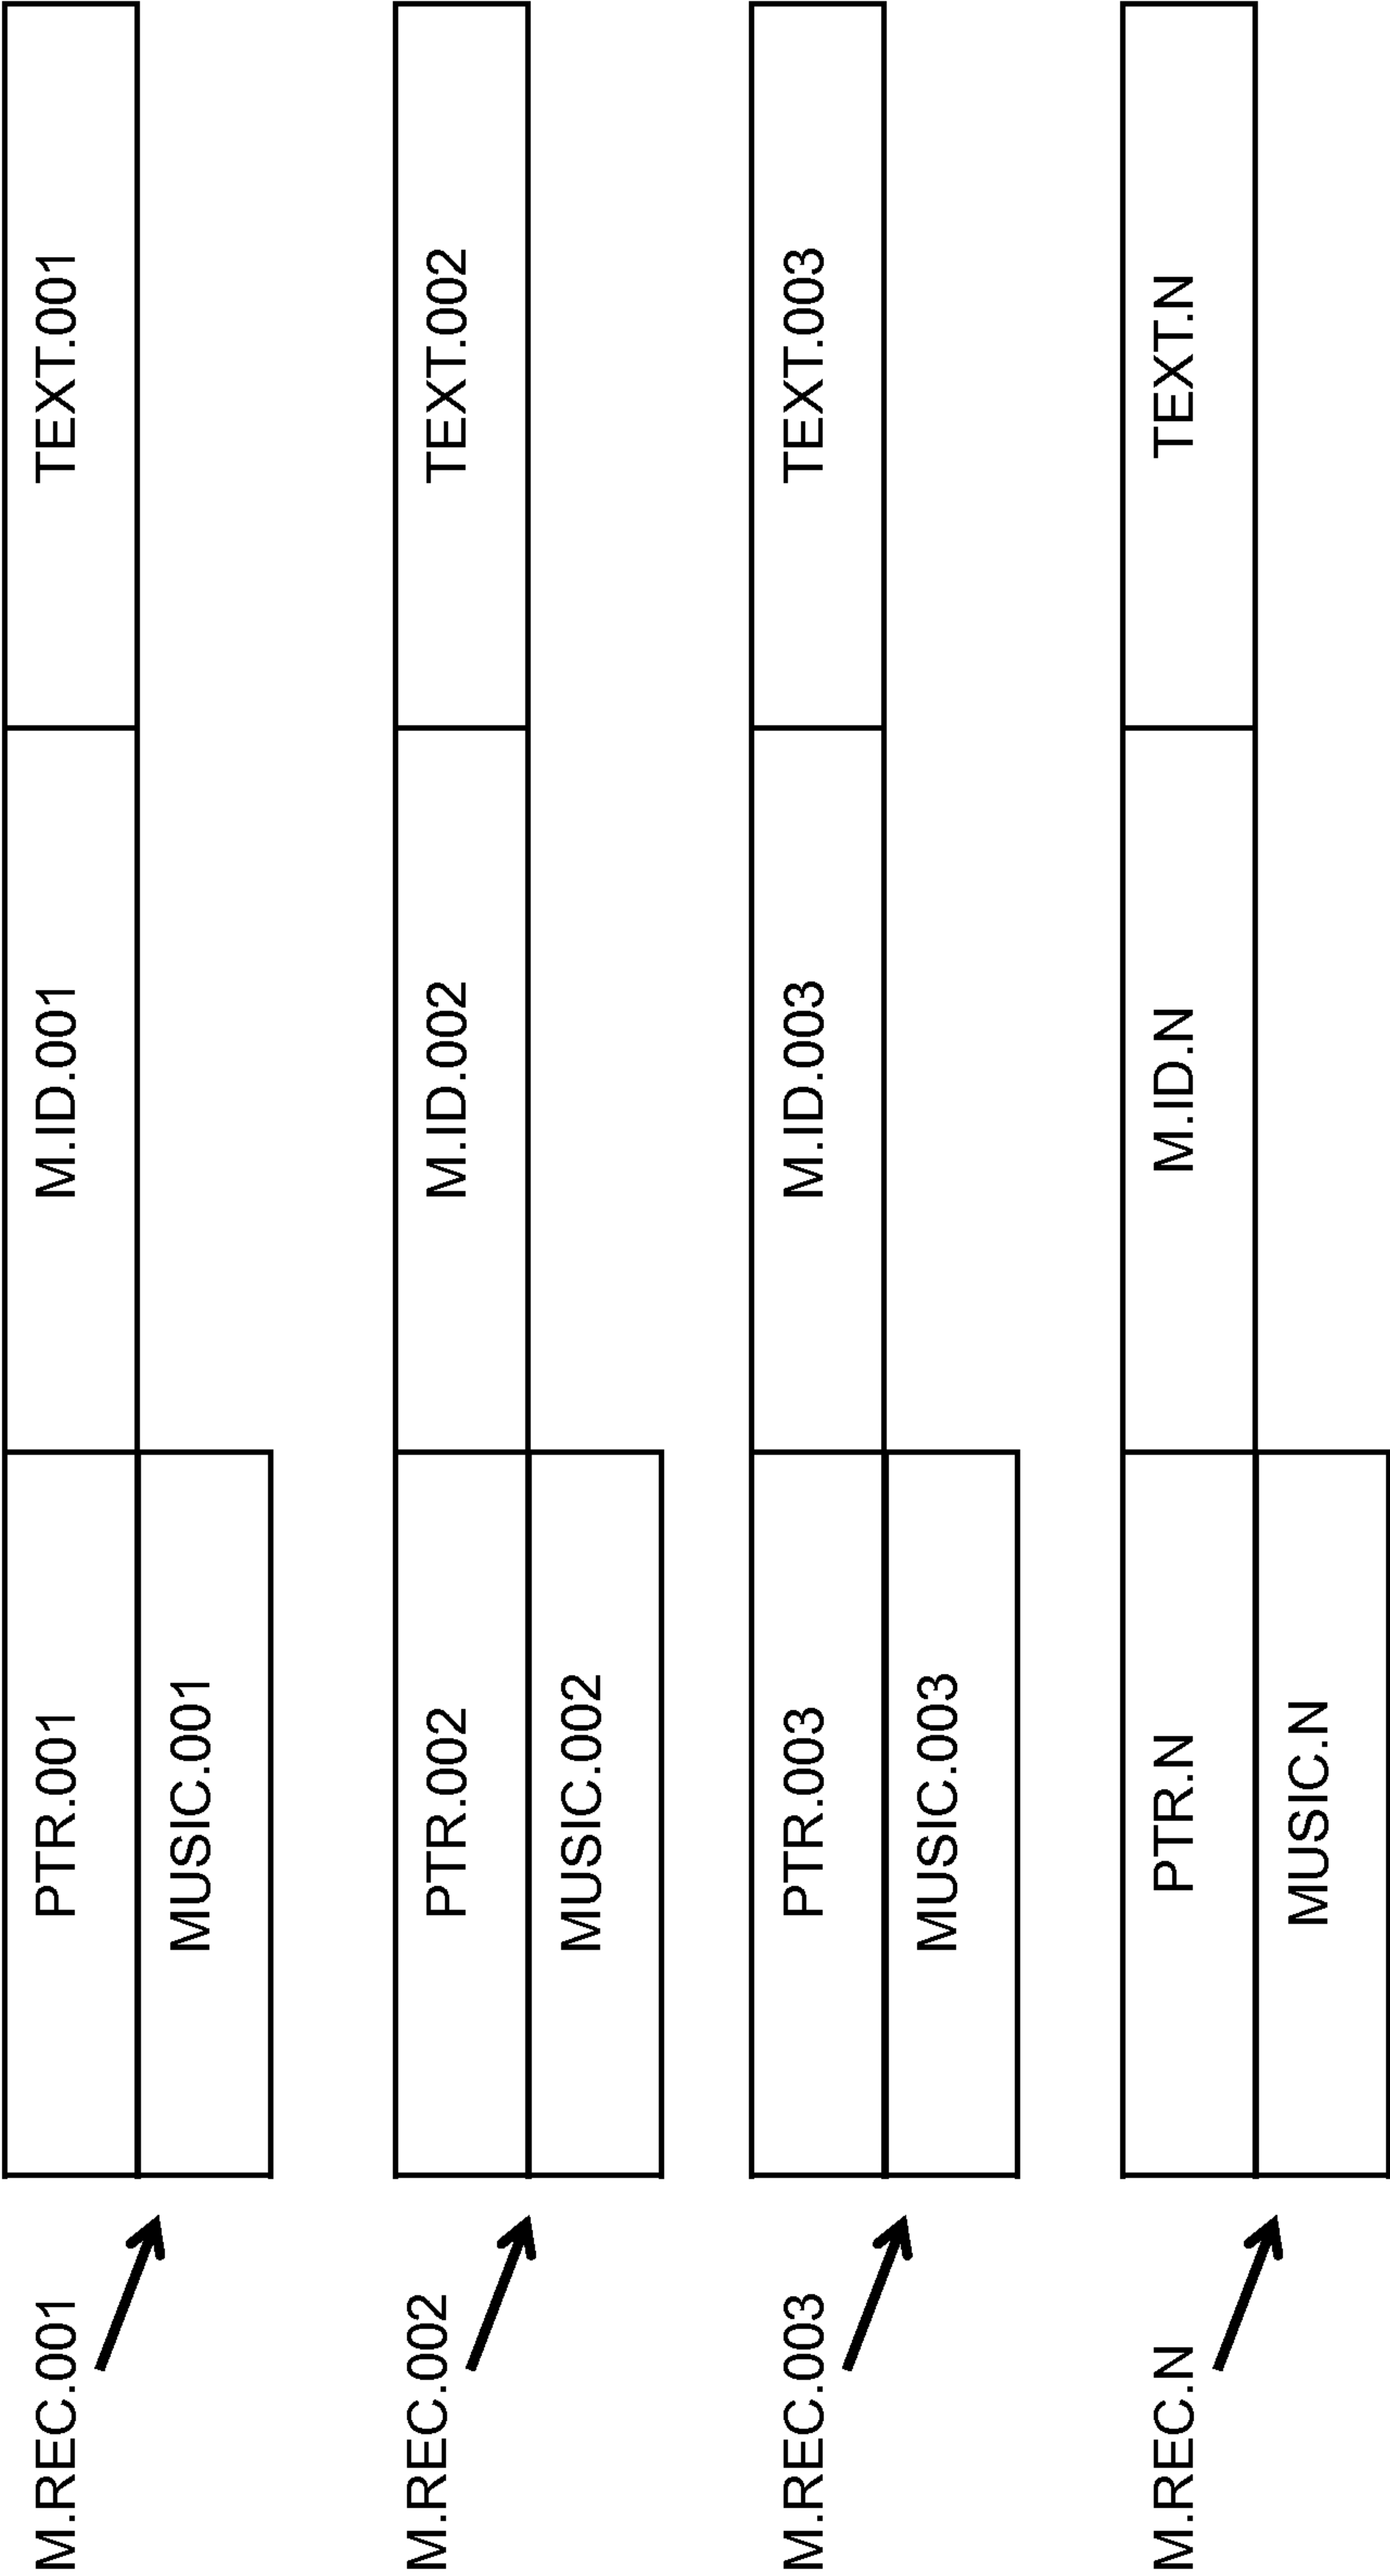 M.REC.001
PTR.001 M.ID.001 TEXT.001
MUSIC.001
M.REC.002
PTR.002 M.ID.002 TEXT.002
MUSIC.002
M.REC.003
PTR.003 M.ID.003 TEXT.003
MUSIC.003
M.REC.N
PTR.N M.ID.N TEXT.N
MUSIC.N